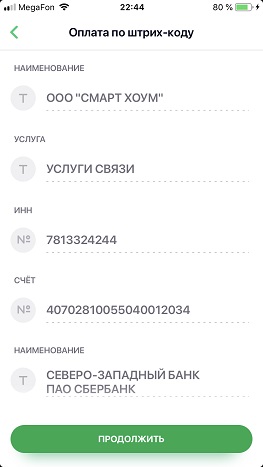 MegaFon 22:44 80 %
Оплата по штрих-коду
НАИМЕНОВАНИЕ
T ООО "СМАРТ ХОУМ"
УСЛУГА
T УСЛУГИ СВЯЗИ
ИНН
№ 7813324244
СЧЁТ
№ 40702810055040012034
НАИМЕНОВАНИЕ
T СЕВЕРО-ЗАПАДНЫЙ БАНК
ПАО СБЕРБАНК
ПРОДОЛЖИТЬ